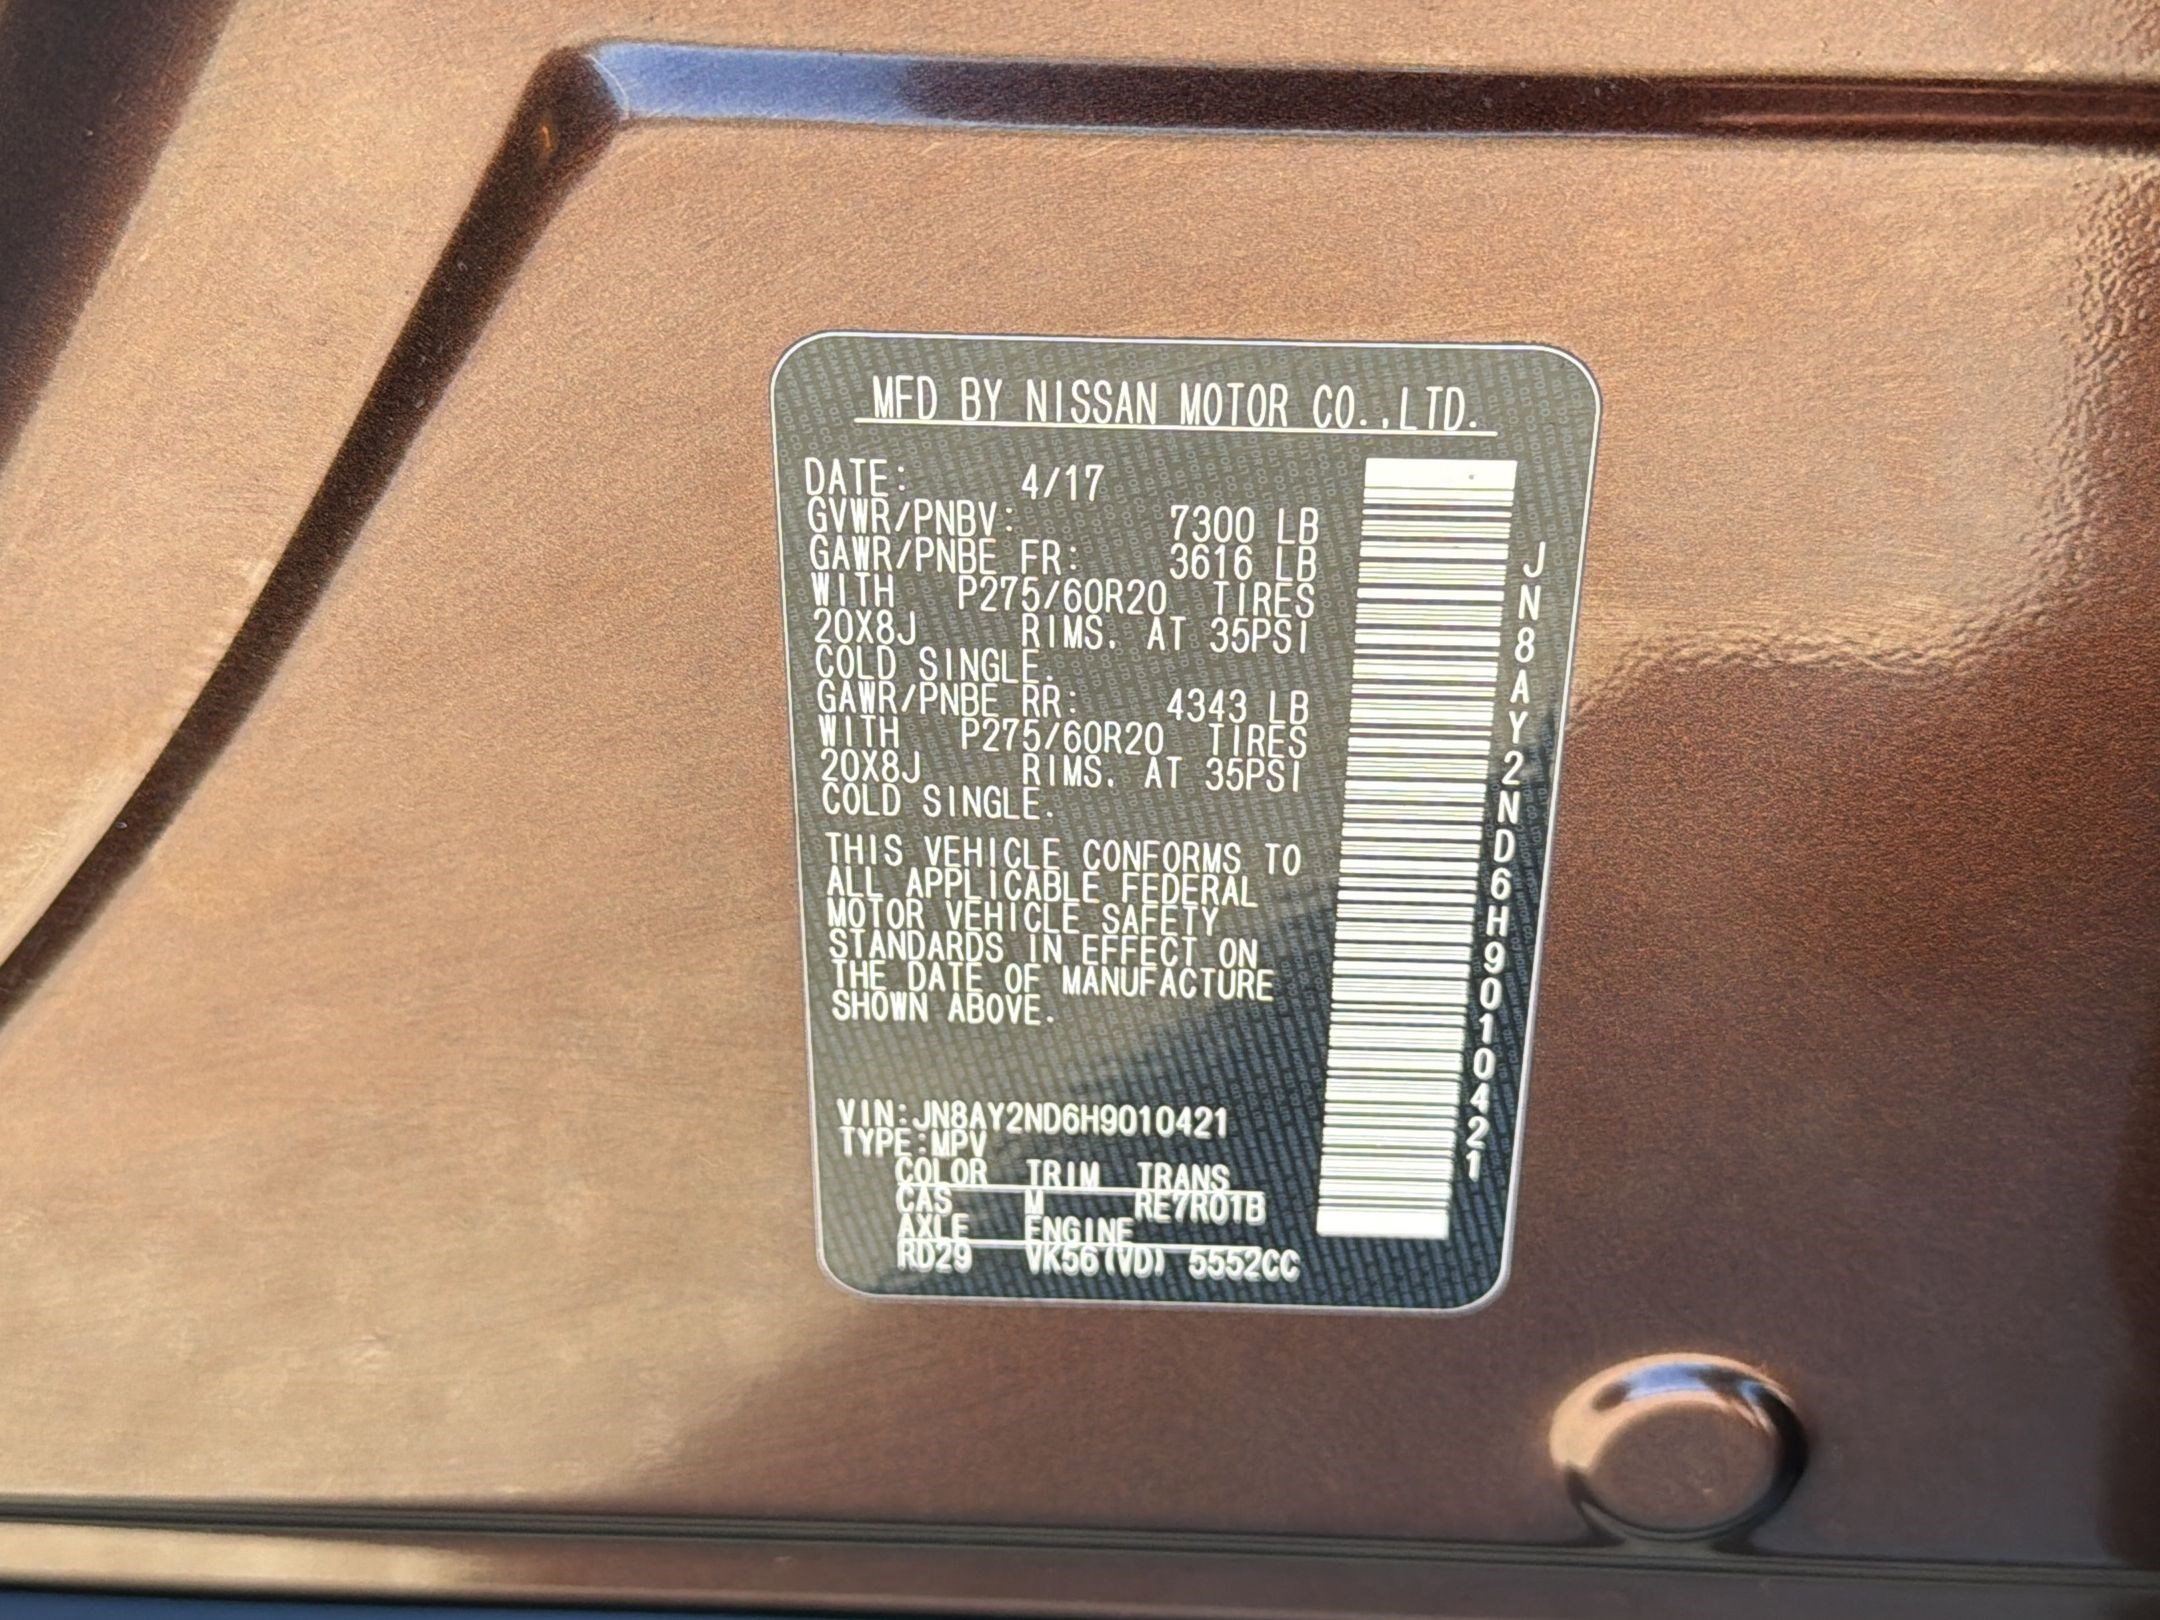 MFD BY NISSAN MOTOR CO.,LTD.
DATE: 4/17
GVWR/PNBV: 7300 LB
GAWR/PNBE FR: 3616 LB
WITH P275/60R20 TIRES
20X8J RIMS. AT 35PSI
COLD SINGLE.
GAWR/PNBE RR: 4343 LB
WITH P275/60R20 TIRES
20X8J RIMS. AT 35PSI
COLD SINGLE.
THIS VEHICLE CONFORMS TO
ALL APPLICABLE FEDERAL
MOTOR VEHICLE SAFETY
STANDARDS IN EFFECT ON
THE DATE OF MANUFACTURE
SHOWN ABOVE.
VIN:JN8AY2ND6H9010421
TYPE:MPV
COLOR TRIM TRANS
CAS M RE7R01B
AXLE ENGINE
RD29 VK56(VD) 5552CC
JN8AY2ND6H9010421